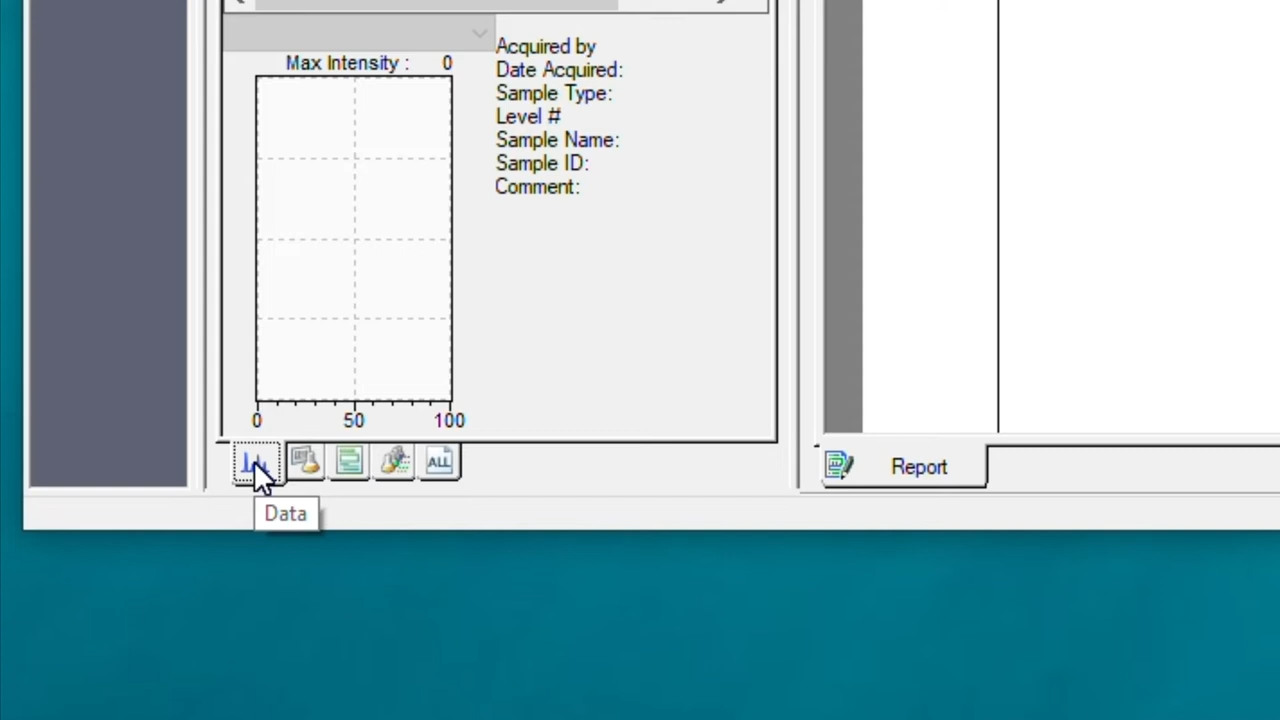 Max Intensity : 0
Acquired by
Date Acquired:
Sample Type:
Level #
Sample Name:
Sample ID:
Comment:
0 50 100
ALL
Report
Data